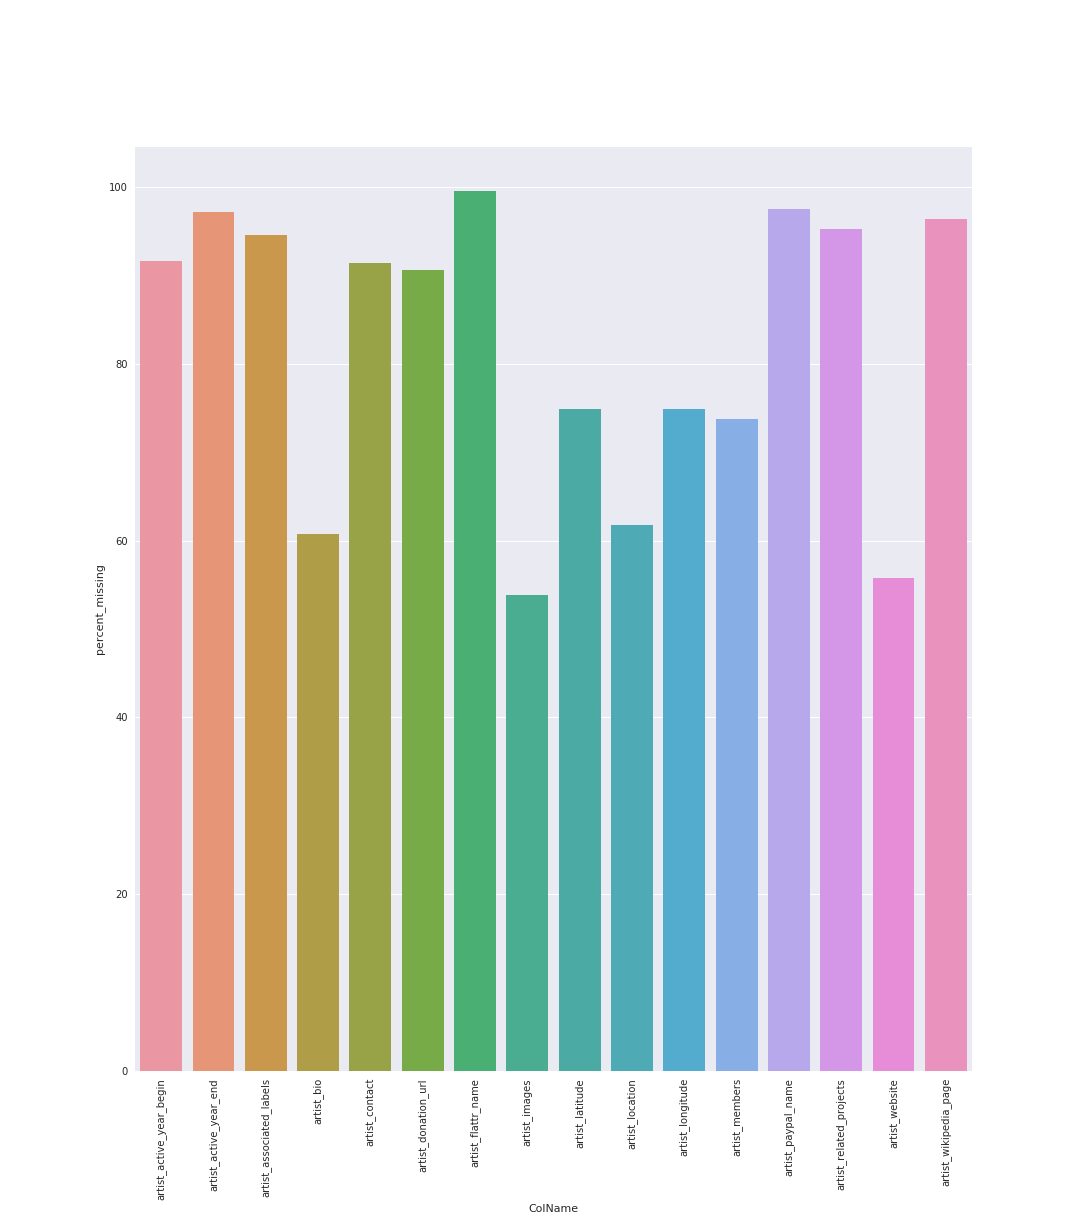 100
80
60
40
20
0
percent_missing
artist_active_year_begin
artist_active_year_end
artist_associated_labels
artist_bio
artist_contact
artist_donation_url
artist_flattr_name
artist_images
artist_latitude
artist_location
artist_longitude
artist_members
artist_paypal_name
artist_related_projects
artist_website
artist_wikipedia_page
ColName